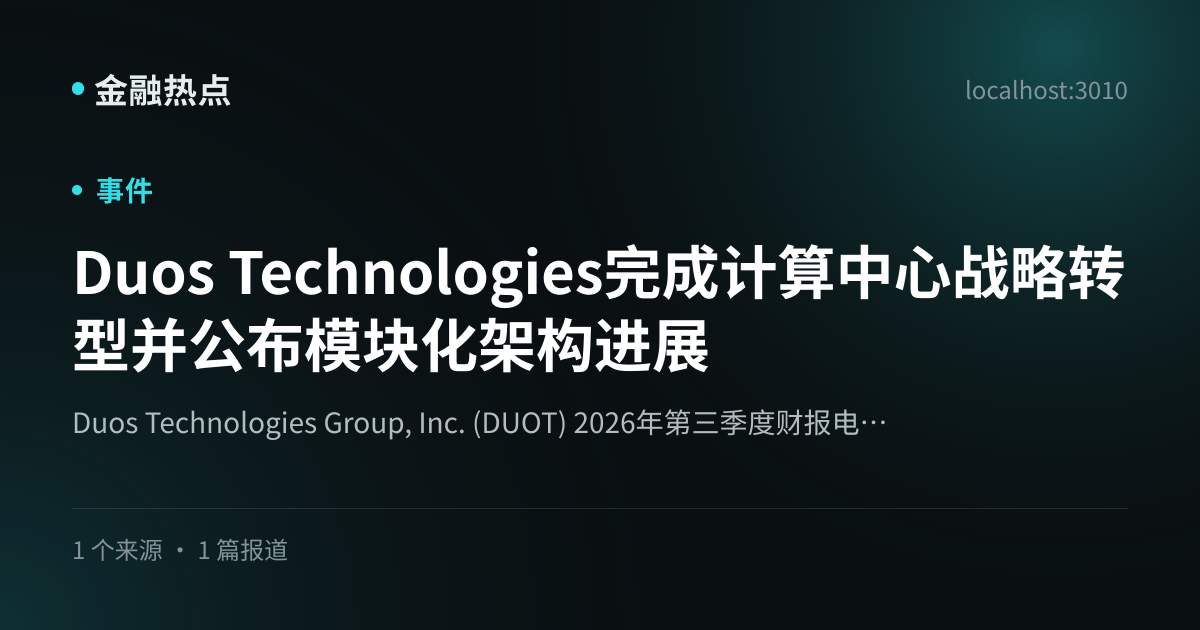 金融热点
localhost:3010
事件
Duos Technologies完成计算中心战略转
型并公布模块化架构进展
Duos Technologies Group, Inc. (DUOT) 2026年第三季度财报电…
1 个来源 · 1 篇报道